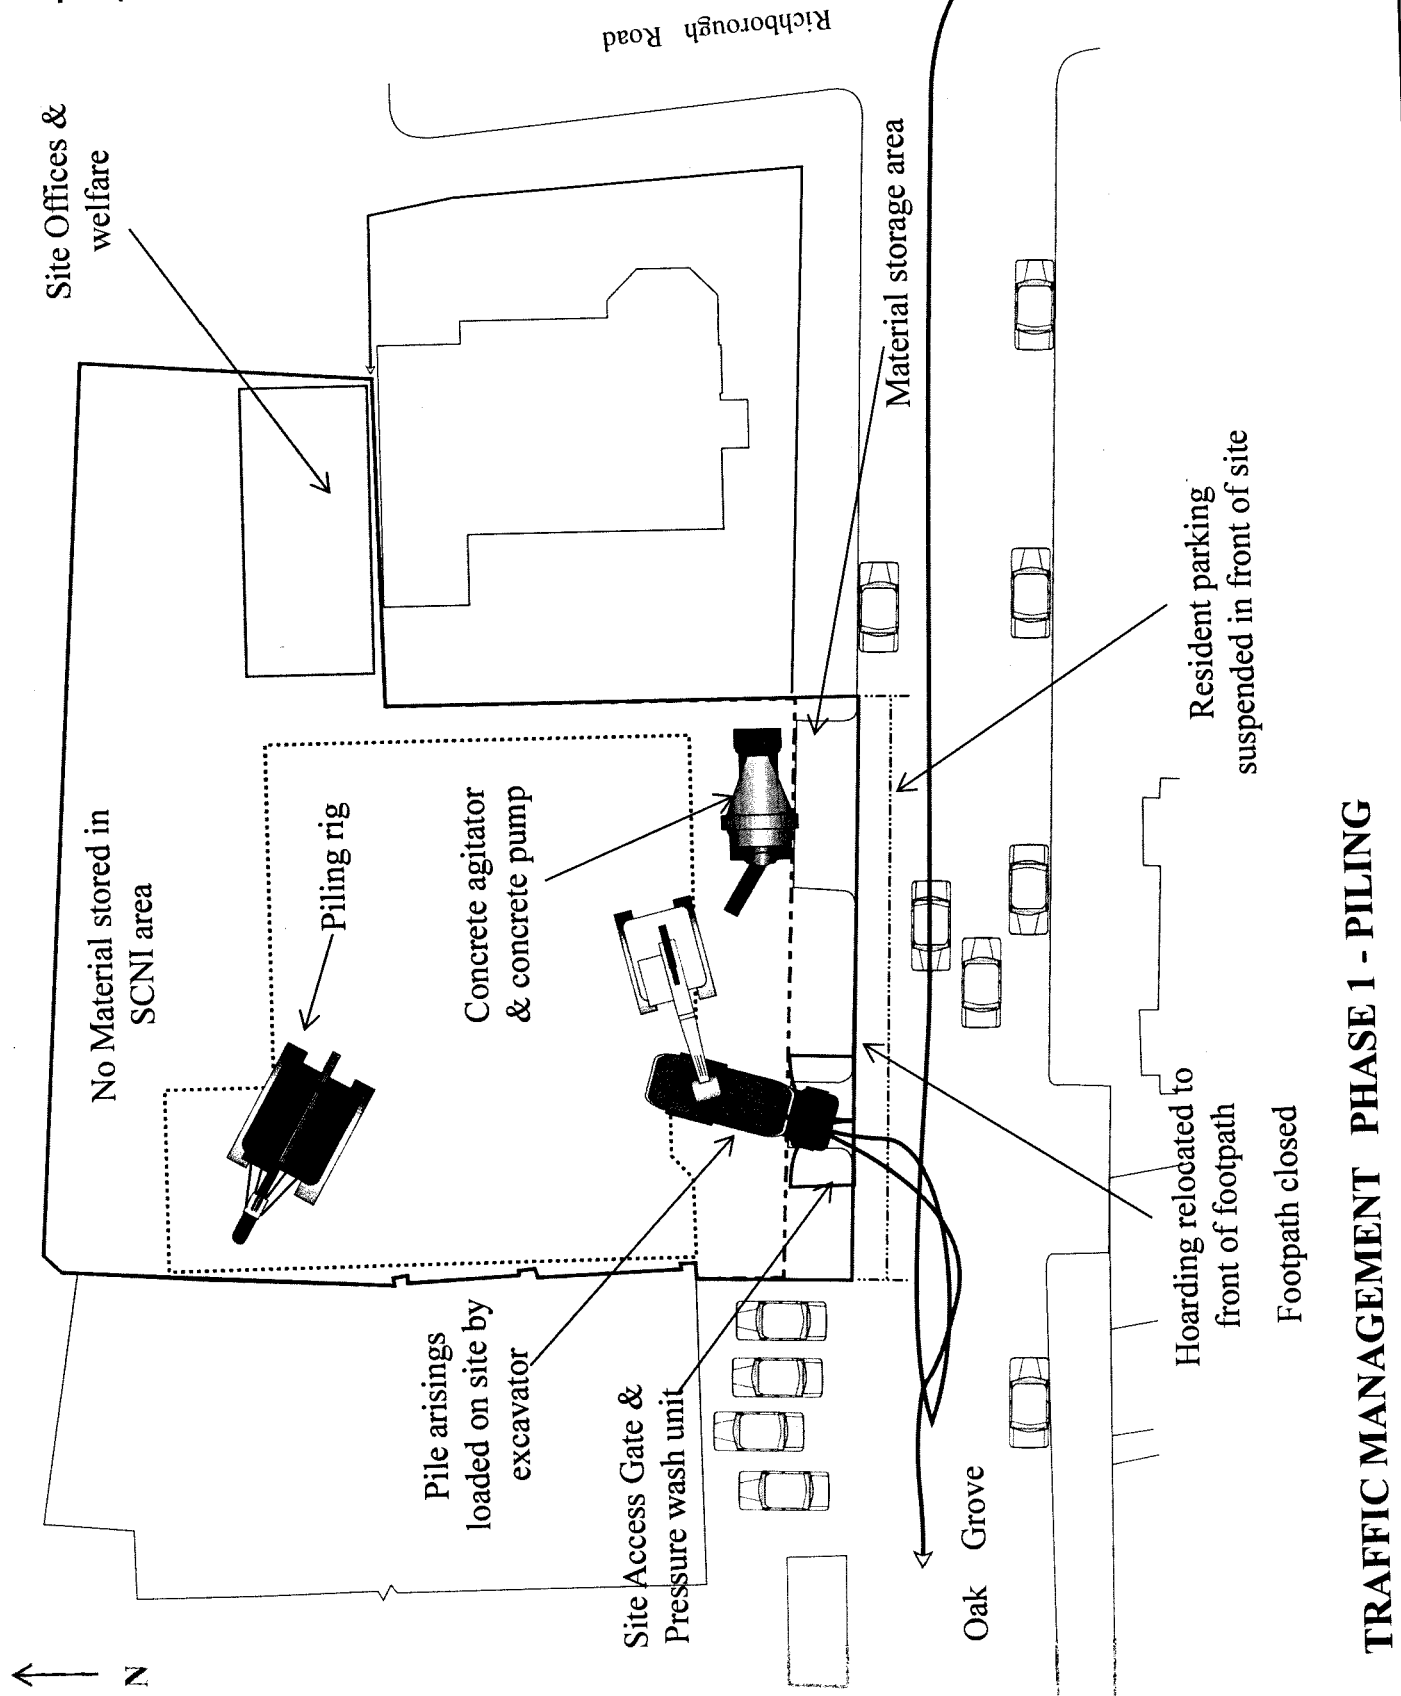 N
Site Offices &
welfare
Richborough Road
No Material stored in
SCNI area
Piling rig
Concrete agitator
& concrete pump
Material storage area
Pile arisings
loaded on site by
excavator
Site Access Gate &
Pressure wash unit
Oak Grove
Resident parking
suspended in front of site
Hoarding relocated to
front of footpath
Footpath closed
TRAFFIC MANAGEMENT PHASE 1 - PILING